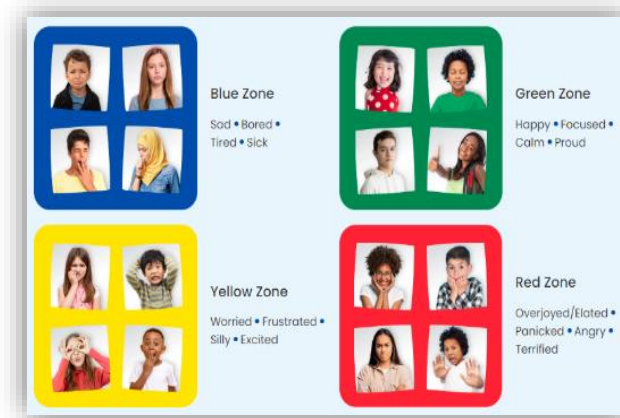 Blue Zone
Sad • Bored •
Tired • Sick
Green Zone
Happy • Focused •
Calm • Proud
Yellow Zone
Worried • Frustrated •
Silly • Excited
Red Zone
Overjoyed/Elated •
Panicked • Angry •
Terrified